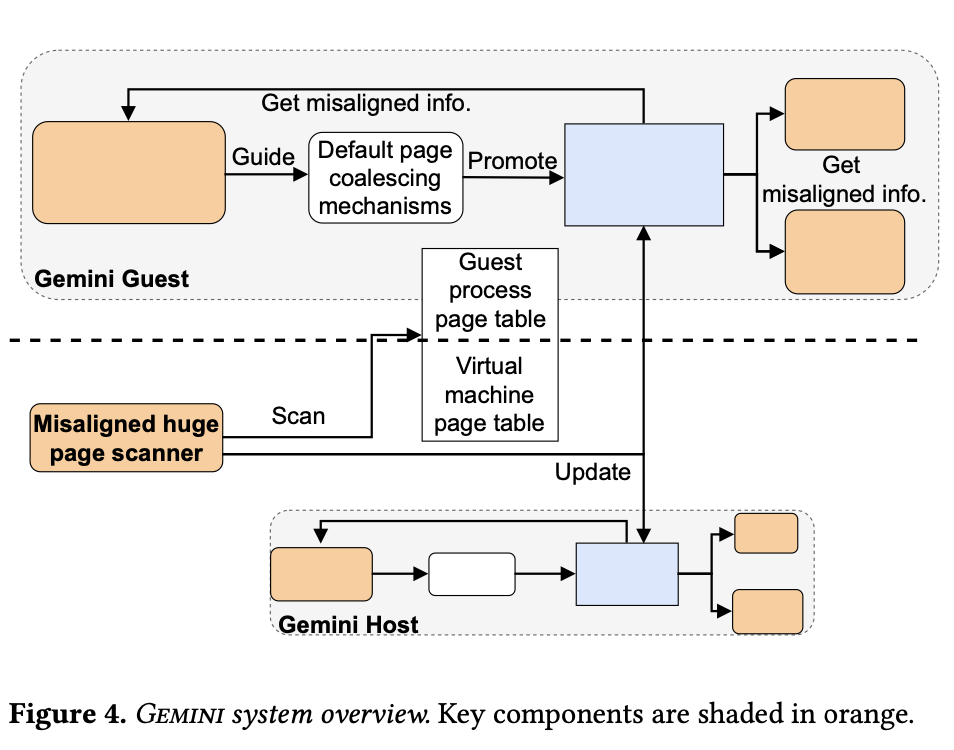 Get misaligned info.
Guide
Default page
coalescing
mechanisms
Promote
Get
misaligned info.
Gemini Guest
Guest
process
page table
Virtual
machine
page table
Misaligned huge
page scanner
Scan
Update
Gemini Host
Figure 4. GEMINI system overview. Key components are shaded in orange.